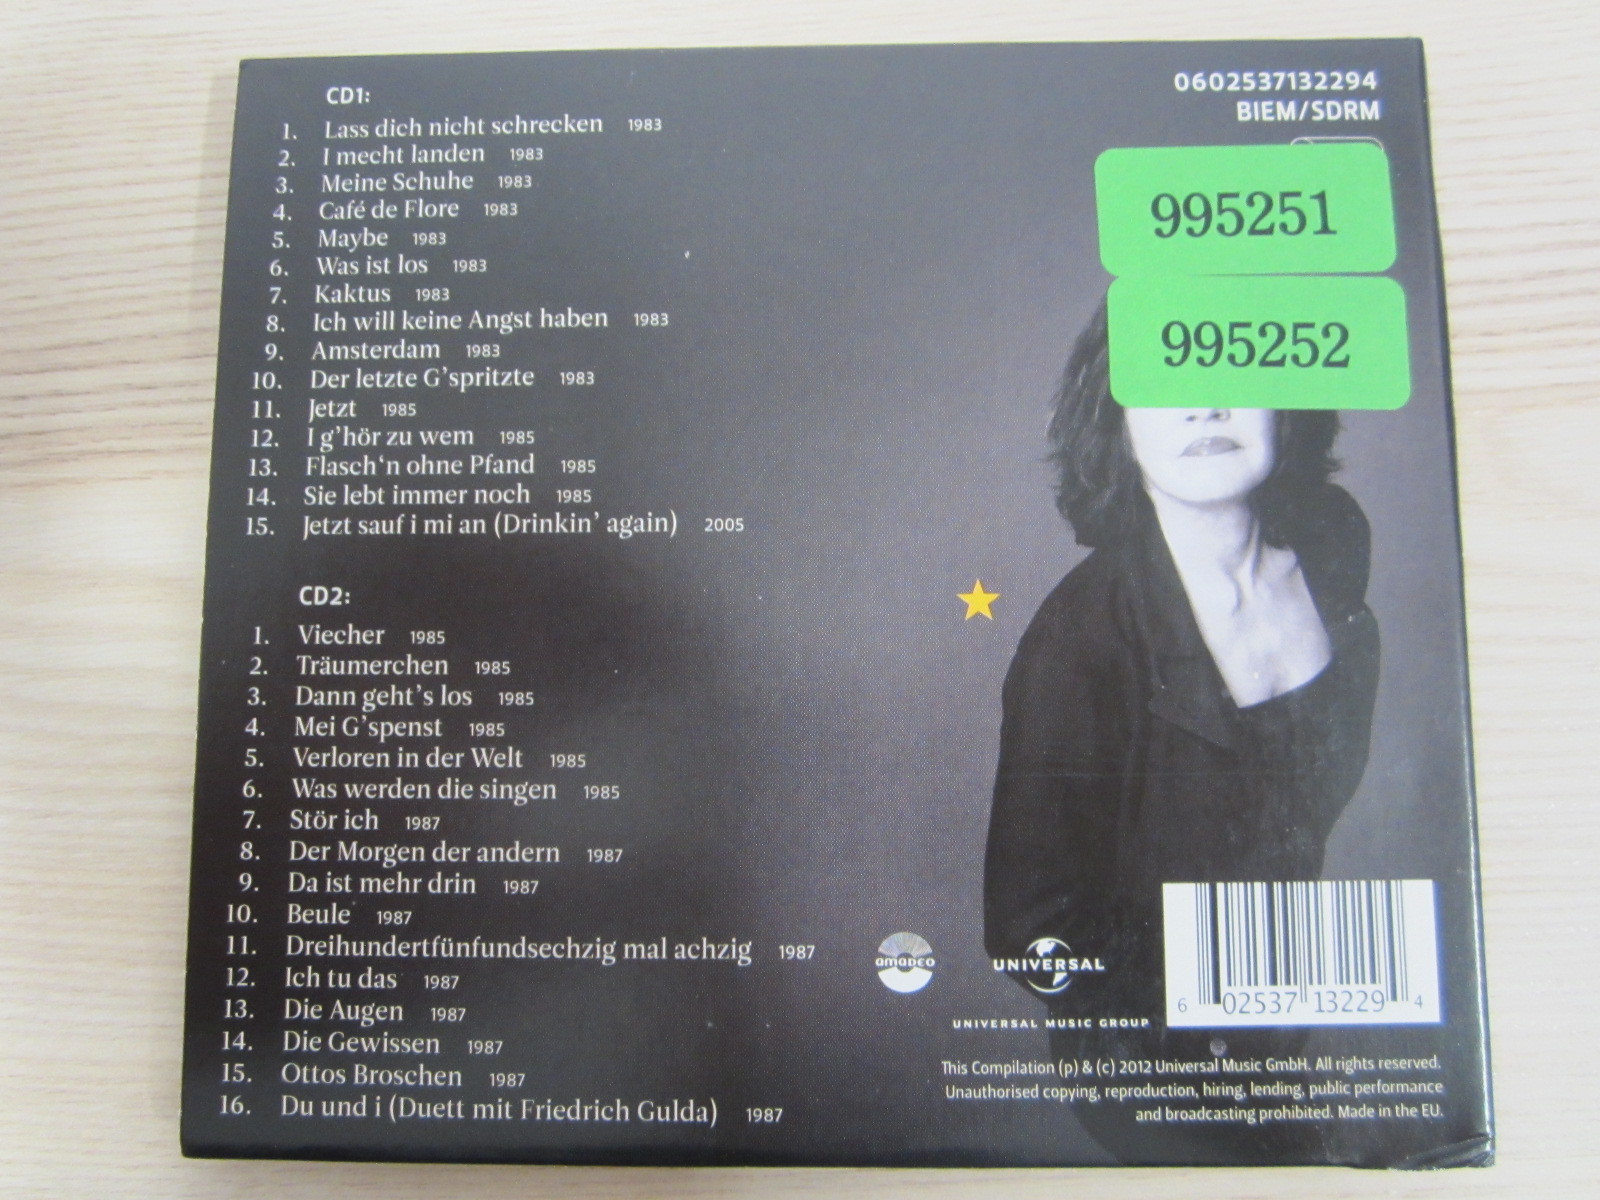 CD1:
1. Lass dich nicht schrecken 1983
2. I mecht landen 1983
3. Meine Schuhe 1983
4. Café de Flore 1983
5. Maybe 1983
6. Was ist los 1983
7. Kaktus 1983
8. Ich will keine Angst haben 1983
9. Amsterdam 1983
10. Der letzte G’spritzte 1983
11. Jetzt 1985
12. I g’hör zu wem 1985
13. Flasch‘n ohne Pfand 1985
14. Sie lebt immer noch 1985
15. Jetzt sauf i mi an (Drinkin’ again) 2005
CD2:
1. Viecher 1985
2. Träumerchen 1985
3. Dann geht’s los 1985
4. Mei G’spenst 1985
5. Verloren in der Welt 1985
6. Was werden die singen 1985
7. Stör ich 1987
8. Der Morgen der andern 1987
9. Da ist mehr drin 1987
10. Beule 1987
11. Dreihundertfünfundsechzig mal achzig 1987
12. Ich tu das 1987
13. Die Augen 1987
14. Die Gewissen 1987
15. Ottos Broschen 1987
16. Du und i (Duett mit Friedrich Gulda) 1987
0602537132294
BIEM/SDRM
995251
995252
amadeo
UNIVERSAL
UNIVERSAL MUSIC GROUP
6 02537 13229 4
This Compilation (p) & (c) 2012 Universal Music GmbH. All rights reserved.
Unauthorised copying, reproduction, hiring, lending, public performance
and broadcasting prohibited. Made in the EU.